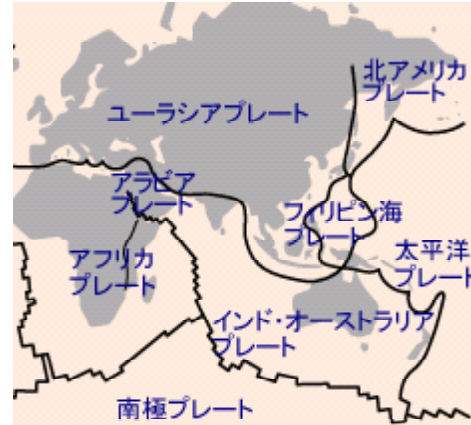 北アメリカ
プレート
ユーラシアプレート
アラビア
プレート
フィリピン海
プレート
太平洋
プレート
アフリカ
プレート
インド・オーストラリア
プレート
南極プレート